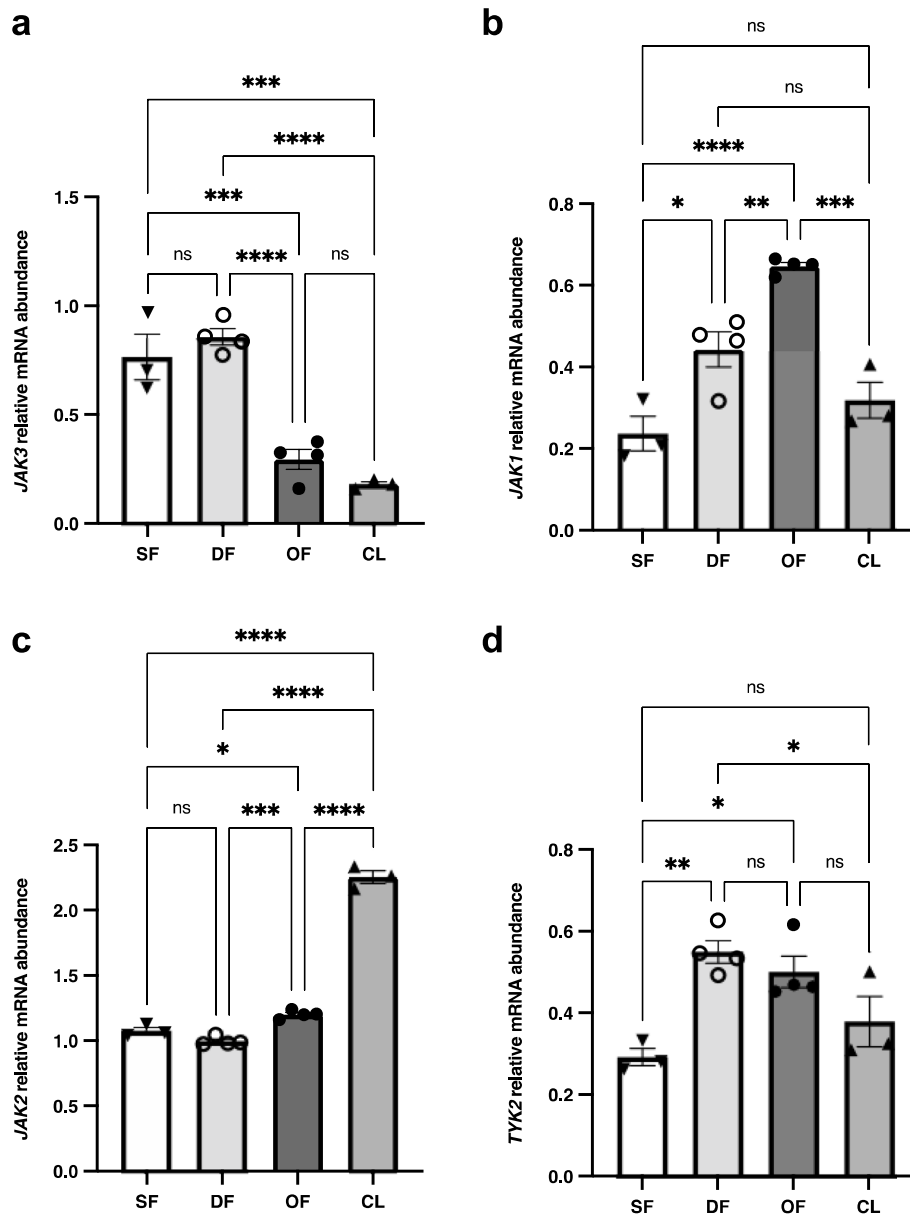 a
***
****
***
ns
****
ns
JAK3 relative mRNA abundance
1.5
1.0
0.5
0.0
SF
DF
OF
CL
b
ns
ns
****
*
**
***
JAK1 relative mRNA abundance
0.8
0.6
0.4
0.2
0.0
SF
DF
OF
CL
c
****
****
*
ns
***
****
JAK2 relative mRNA abundance
2.5
2.0
1.5
1.0
0.5
0.0
SF
DF
OF
CL
d
ns
*
*
**
ns
ns
TYK2 relative mRNA abundance
0.8
0.6
0.4
0.2
0.0
SF
DF
OF
CL